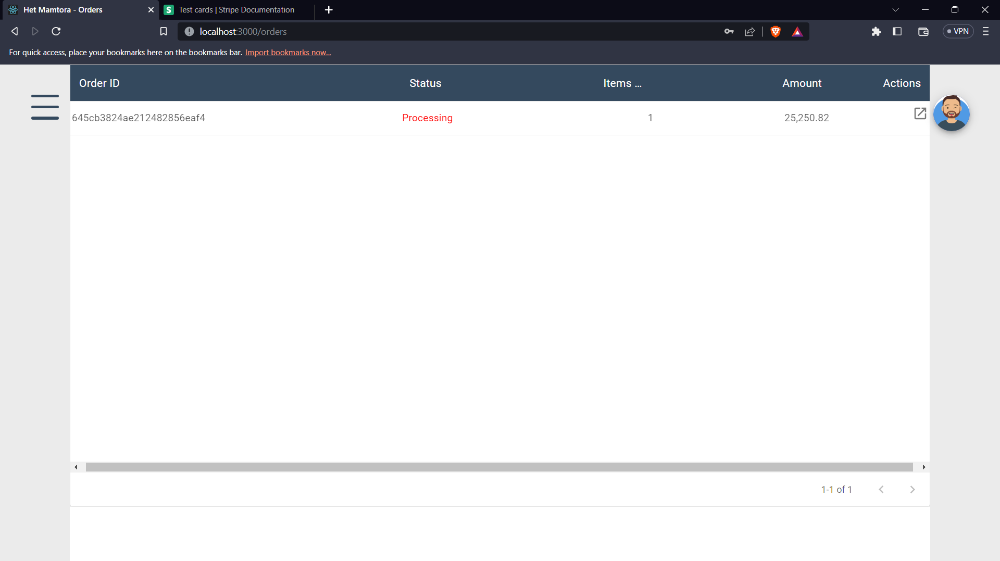 Het Mamtora - Orders
S Test cards | Stripe Documentation
localhost:3000/orders
VPN
For quick access, place your bookmarks here on the bookmarks bar. Import bookmarks now...
Order ID Status Items ... Amount Actions
645cb3824ae212482856eaf4 Processing 1 25,250.82
1-1 of 1